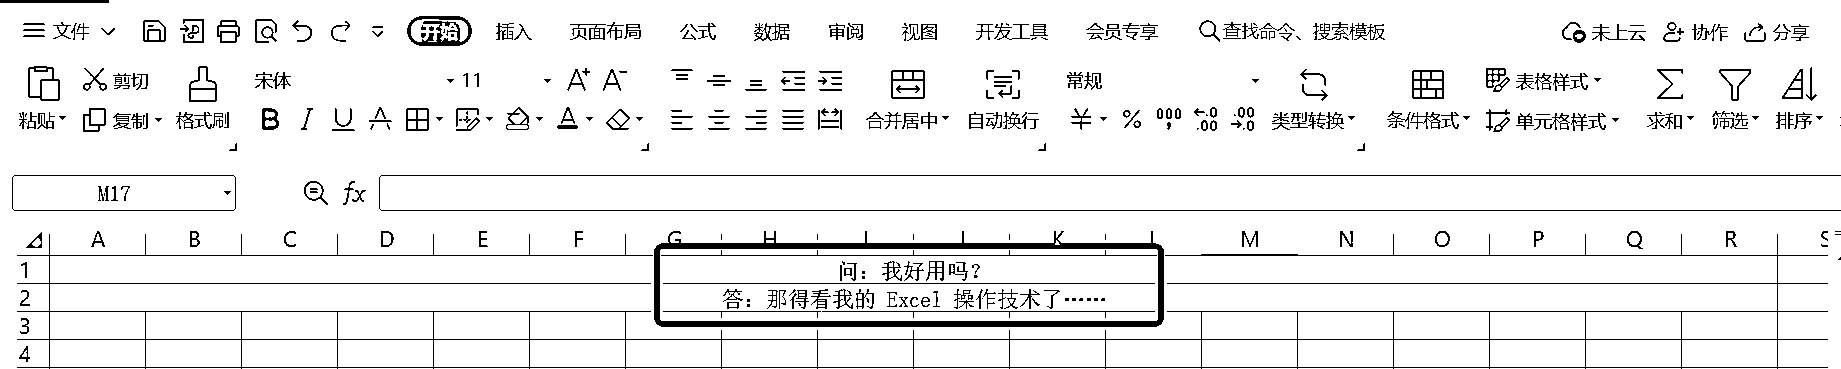 文件 开始 插入 页面布局 公式 数据 审阅 视图 开发工具 会员专享 查找命令、搜索模板 未上云 协作 分享
剪切 宋体 11 A+ A- 常规 表格样式
粘贴 复制 格式刷 B I U A A 合并居中 自动换行 ¥ % 000 ←.0 .00 .00 →.0 类型转换 条件格式 单元格样式 求和 筛选 排序
M17 fx
A B C D E F G H I J K L M N O P Q R S
1 问：我好用吗？
2 答：那得看我的 Excel 操作技术了……
3
4